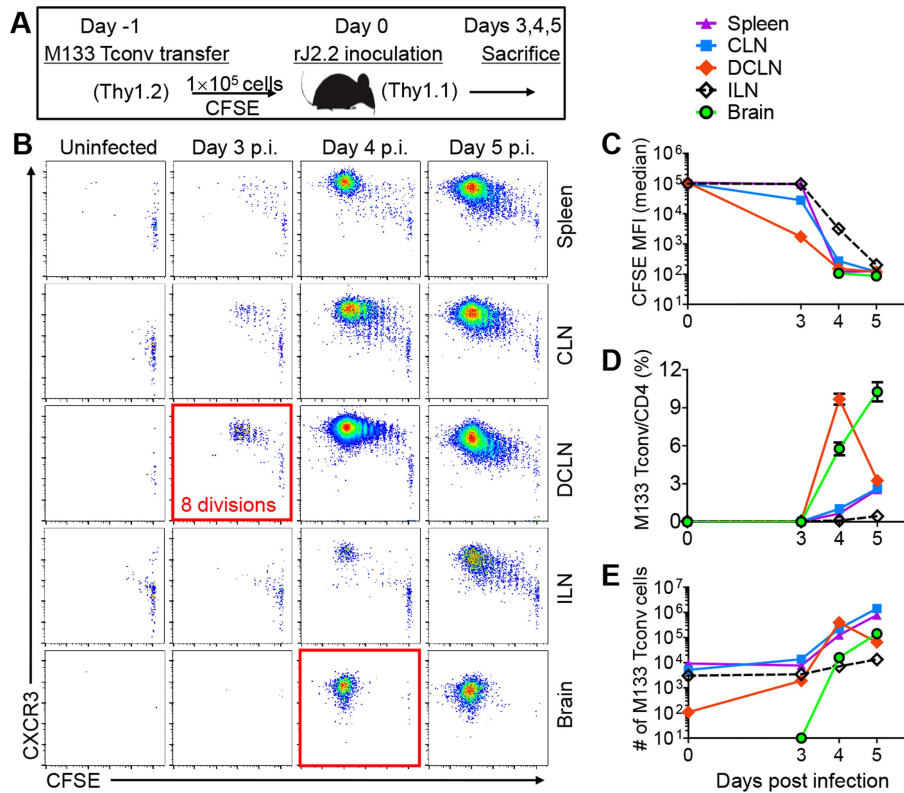 A
Day -1
Day 0
Days 3,4,5
M133 Tconv transfer
rJ2.2 inoculation
Sacrifice
(Thy1.2)
1×10⁵ cells
CFSE
(Thy1.1)
Spleen
CLN
DCLN
ILN
Brain
B
Uninfected
Day 3 p.i.
Day 4 p.i.
Day 5 p.i.
Spleen
CLN
DCLN
8 divisions
ILN
Brain
CXCR3
CFSE
C
CFSE MFI (median)
10⁶
10⁵
10⁴
10³
10²
10¹
0
3
4
5
D
M133 Tconv/CD4 (%)
12
9
6
3
0
0
3
4
5
E
# of M133 Tconv cells
10⁷
10⁶
10⁵
10⁴
10³
10²
10¹
0
3
4
5
Days post infection